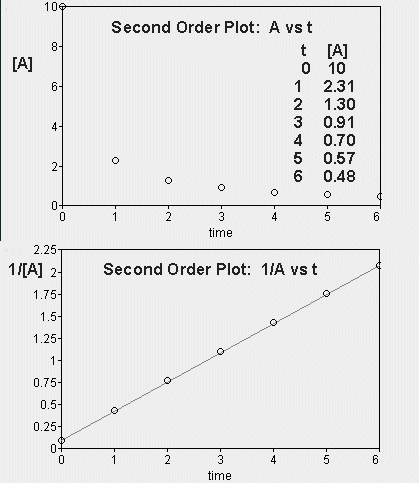 10
Second Order Plot: A vs t
[A]
8
6
4
2
0
t [A]
0 10
1 2.31
2 1.30
3 0.91
4 0.70
5 0.57
6 0.48
0 1 2 3 4 5 6
time
2.25
1/[A]
Second Order Plot: 1/A vs t
2
1.75
1.5
1.25
1
0.75
0.5
0.25
0
0 1 2 3 4 5 6
time